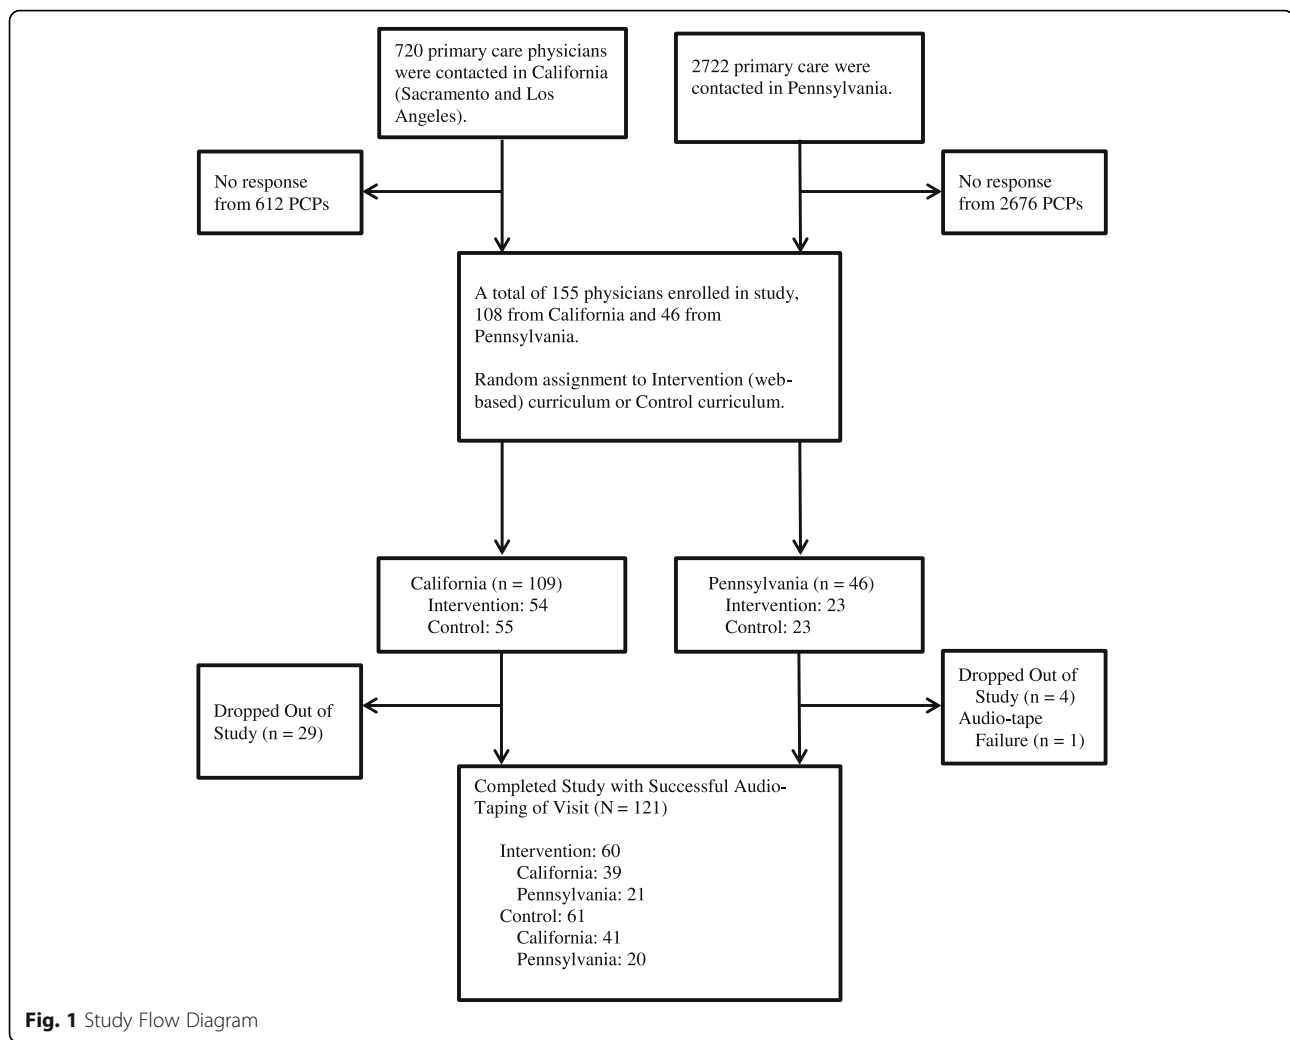 720 primary care physicians
were contacted in California
(Sacramento and Los
Angeles).
2722 primary care were
contacted in Pennsylvania.
No response
from 612 PCPs
No response
from 2676 PCPs
A total of 155 physicians enrolled in study,
108 from California and 46 from
Pennsylvania.
Random assignment to Intervention (web-
based) curriculum or Control curriculum.
California (n = 109)
Intervention: 54
Control: 55
Pennsylvania (n = 46)
Intervention: 23
Control: 23
Dropped Out of
Study (n = 29)
Dropped Out of
Study (n = 4)
Audio-tape
Failure (n = 1)
Completed Study with Successful Audio-
Taping of Visit (N = 121)
Intervention: 60
California: 39
Pennsylvania: 21
Control: 61
California: 41
Pennsylvania: 20
Fig. 1 Study Flow Diagram